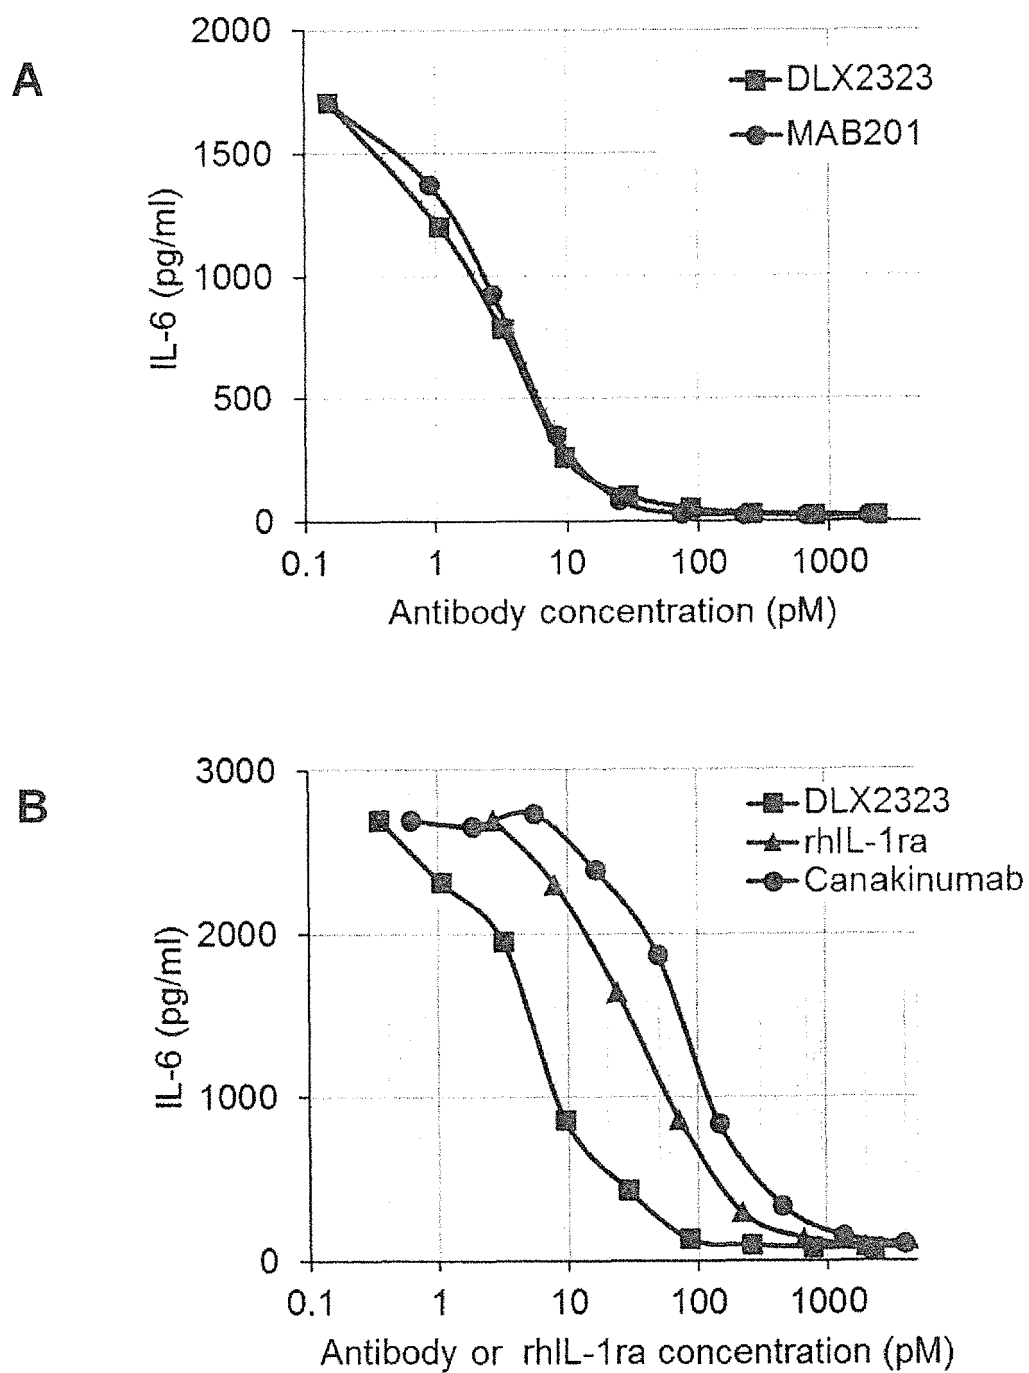 A
2000
1500
1000
500
0
IL-6 (pg/ml)
DLX2323
MAB201
0.1 1 10 100 1000
Antibody concentration (pM)
B
3000
2000
1000
0
IL-6 (pg/ml)
DLX2323
rhIL-1ra
Canakinumab
0.1 1 10 100 1000
Antibody or rhIL-1ra concentration (pM)